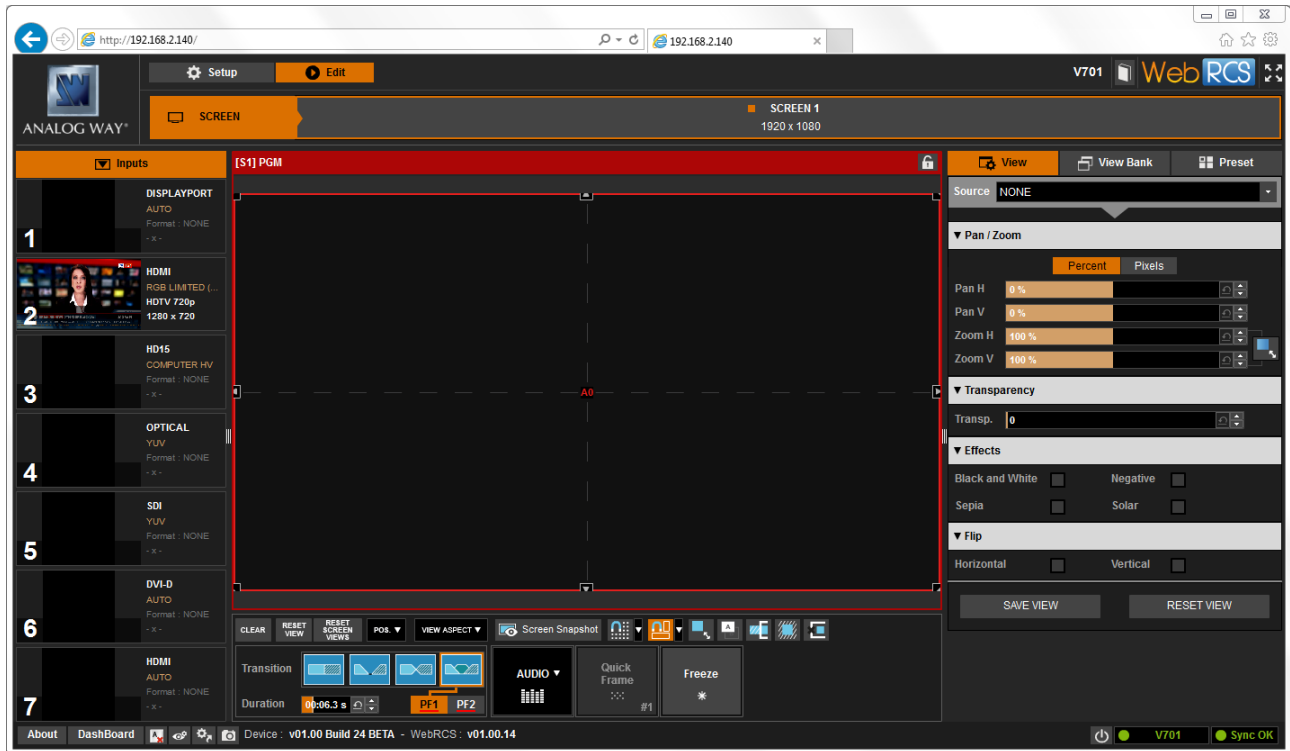 http://192.168.2.140/
192.168.2.140
ANALOG WAY®
Setup
Edit
V701
Web RCS
SCREEN
SCREEN 1
1920 x 1080
Inputs
1
DISPLAYPORT
AUTO
Format : NONE
- x -
2
HDMI
RGB LIMITED (...
HDTV 720p
1280 x 720
3
HD15
COMPUTER HV
Format : NONE
- x -
4
OPTICAL
YUV
Format : NONE
- x -
5
SDI
YUV
Format : NONE
- x -
6
DVI-D
AUTO
Format : NONE
- x -
7
HDMI
AUTO
Format : NONE
- x -
[S1] PGM
A0
CLEAR
RESET VIEW
RESET SCREEN VIEWS
POS.
VIEW ASPECT
Screen Snapshot
A
Transition
Duration
00:06.3 s
PF1
PF2
AUDIO
Quick Frame
#1
Freeze
View
View Bank
Preset
Source NONE
Pan / Zoom
Percent Pixels
Pan H 0 %
Pan V 0 %
Zoom H 100 %
Zoom V 100 %
Transparency
Transp. 0
Effects
Black and White Negative
Sepia Solar
Flip
Horizontal Vertical
SAVE VIEW
RESET VIEW
About
DashBoard
Device : v01.00 Build 24 BETA - WebRCS : v01.00.14
V701
Sync OK